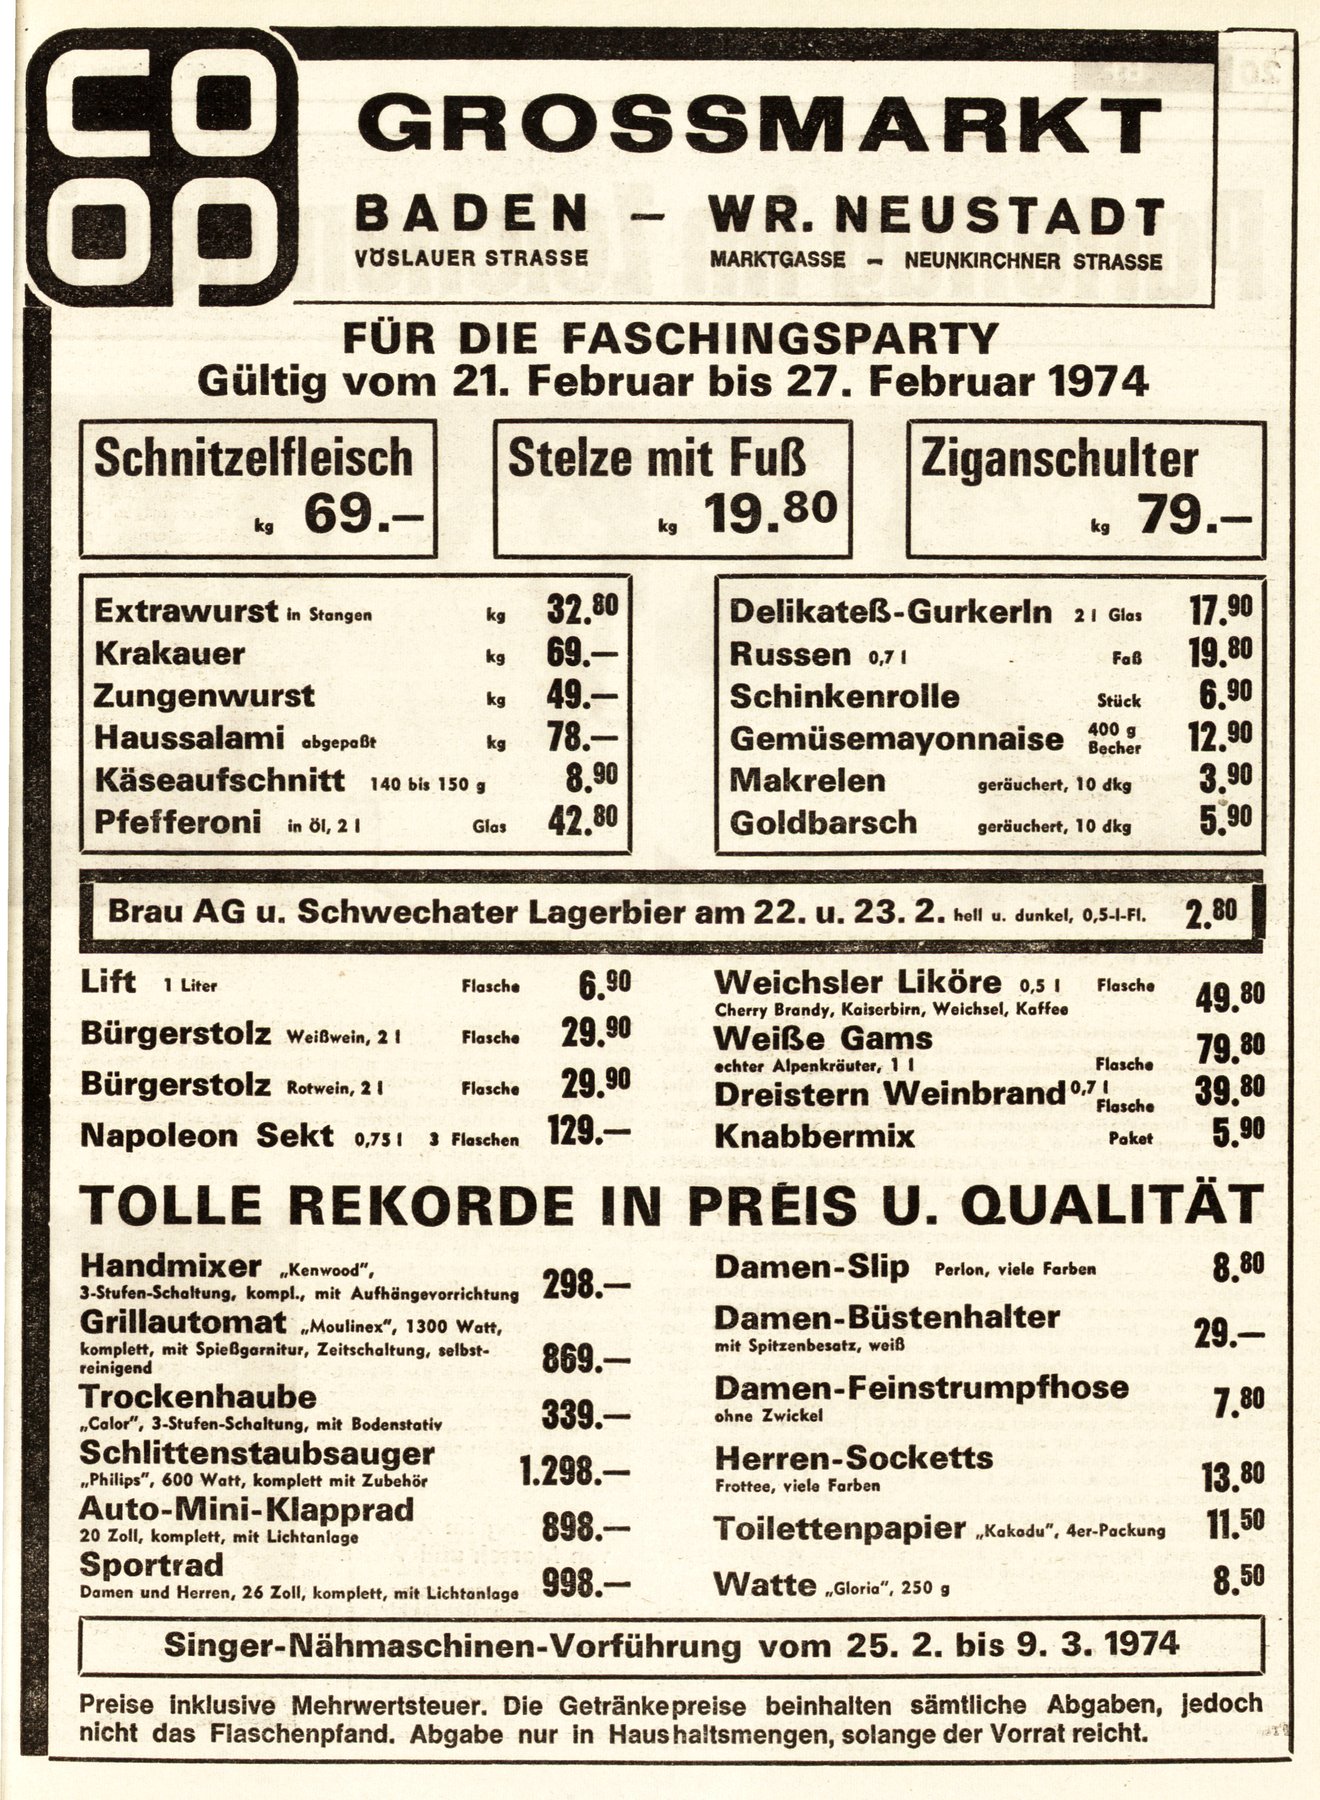 CO
OP
GROSSMARKT
BADEN – WR. NEUSTADT
VÖSLAUER STRASSE MARKTGASSE – NEUNKIRCHNER STRASSE
FÜR DIE FASCHINGSPARTY
Gültig vom 21. Februar bis 27. Februar 1974
Schnitzelfleisch
kg 69.—
Stelze mit Fuß
kg 19.80
Ziganschulter
kg 79.—
Extrawurst in Stangen kg 32.80
Krakauer kg 69.—
Zungenwurst kg 49.—
Haussalami abgepaßt kg 78.—
Käseaufschnitt 140 bis 150 g 8.90
Pfefferoni in öl, 2 l Glas 42.80
Delikateß-Gurkerln 2 l Glas 17.90
Russen 0,7 l Faß 19.80
Schinkenrolle Stück 6.90
Gemüsemayonnaise 400 g Becher 12.90
Makrelen geräuchert, 10 dkg 3.90
Goldbarsch geräuchert, 10 dkg 5.90
Brau AG u. Schwechater Lagerbier am 22. u. 23. 2. hell u. dunkel, 0,5-l-Fl. 2.80
Lift 1 Liter Flasche 6.90
Bürgerstolz Weißwein, 2 l Flasche 29.90
Bürgerstolz Rotwein, 2 l Flasche 29.90
Napoleon Sekt 0,75 l 3 Flaschen 129.—
Weichsler Liköre 0,5 l Flasche 49.80
Cherry Brandy, Kaiserbirn, Weichsel, Kaffee
Weiße Gams
echter Alpenkräuter, 1 l Flasche 79.80
Dreistern Weinbrand 0,7 l Flasche 39.80
Knabbermix Paket 5.90
TOLLE REKORDE IN PREIS U. QUALITÄT
Handmixer „Kenwood",
3-Stufen-Schaltung, kompl., mit Aufhängevorrichtung 298.—
Grillautomat „Moulinex", 1300 Watt,
komplett, mit Spießgarnitur, Zeitschaltung, selbst-
reinigend 869.—
Trockenhaube
„Calor", 3-Stufen-Schaltung, mit Bodenstativ 339.—
Schlittenstaubsauger
„Philips", 600 Watt, komplett mit Zubehör 1.298.—
Auto-Mini-Klapprad
20 Zoll, komplett, mit Lichtanlage 898.—
Sportrad
Damen und Herren, 26 Zoll, komplett, mit Lichtanlage 998.—
Damen-Slip Perlon, viele Farben 8.80
Damen-Büstenhalter
mit Spitzenbesatz, weiß 29.—
Damen-Feinstrumpfhose
ohne Zwickel 7.80
Herren-Socketts
Frottee, viele Farben 13.80
Toilettenpapier „Kakadu", 4er-Packung 11.50
Watte „Gloria", 250 g 8.50
Singer-Nähmaschinen-Vorführung vom 25. 2. bis 9. 3. 1974
Preise inklusive Mehrwertsteuer. Die Getränkepreise beinhalten sämtliche Abgaben, jedoch
nicht das Flaschenpfand. Abgabe nur in Haushaltsmengen, solange der Vorrat reicht.